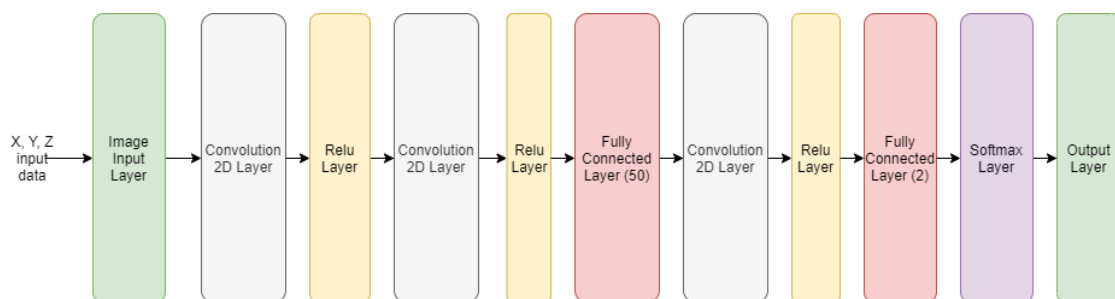 X, Y, Z
input
data
Image
Input
Layer
Convolution
2D Layer
Relu
Layer
Convolution
2D Layer
Relu
Layer
Fully
Connected
Layer (50)
Convolution
2D Layer
Relu
Layer
Fully
Connected
Layer (2)
Softmax
Layer
Output
Layer